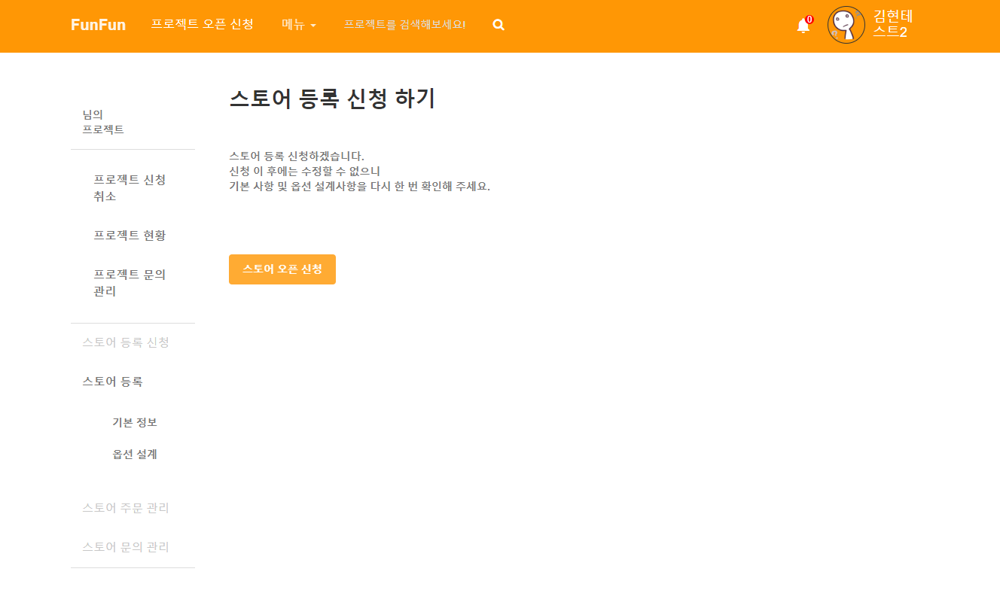 FunFun 프로젝트 오픈 신청 메뉴 프로젝트를 검색해보세요! 0 김현테
스트2
스토어 등록 신청 하기
님의
프로젝트
프로젝트 신청
취소
프로젝트 현황
프로젝트 문의
관리
스토어 등록 신청
스토어 등록
기본 정보
옵션 설계
스토어 주문 관리
스토어 문의 관리
스토어 등록 신청하겠습니다.
신청 이 후에는 수정할 수 없으니
기본 사항 및 옵션 설계사항을 다시 한 번 확인해 주세요.
스토어 오픈 신청